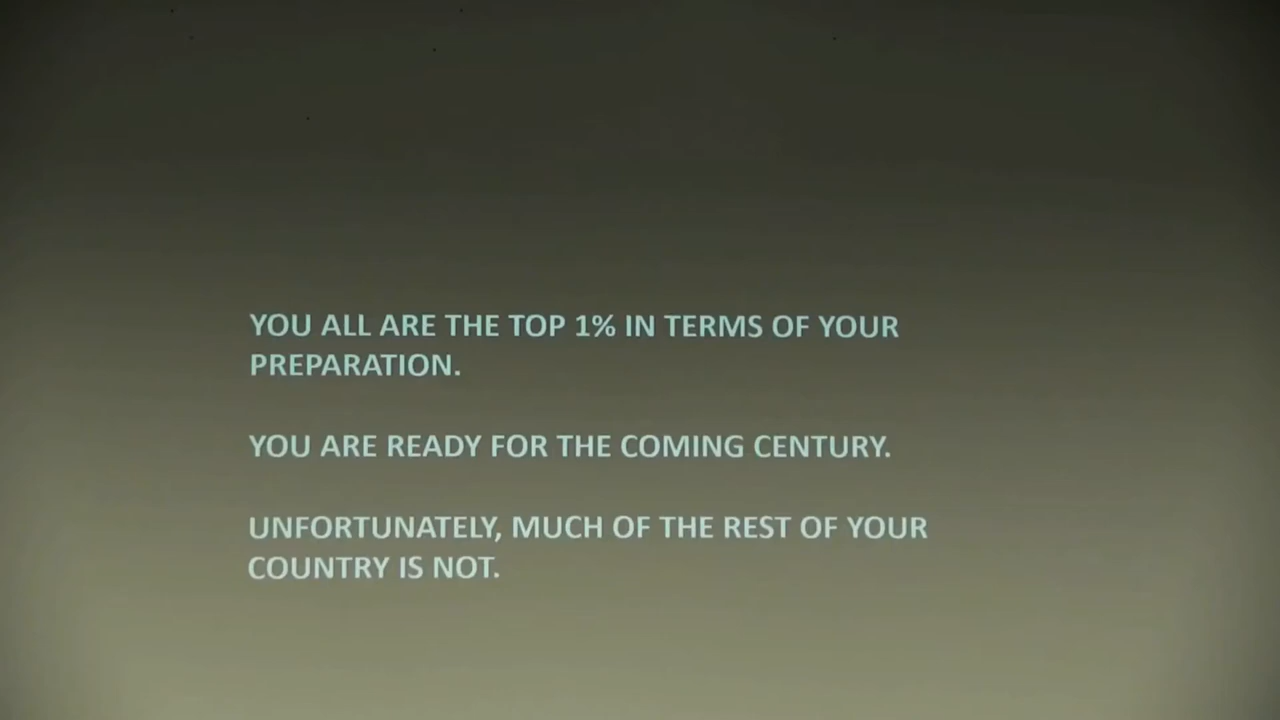 YOU ALL ARE THE TOP 1% IN TERMS OF YOUR
PREPARATION.
YOU ARE READY FOR THE COMING CENTURY.
UNFORTUNATELY, MUCH OF THE REST OF YOUR
COUNTRY IS NOT.